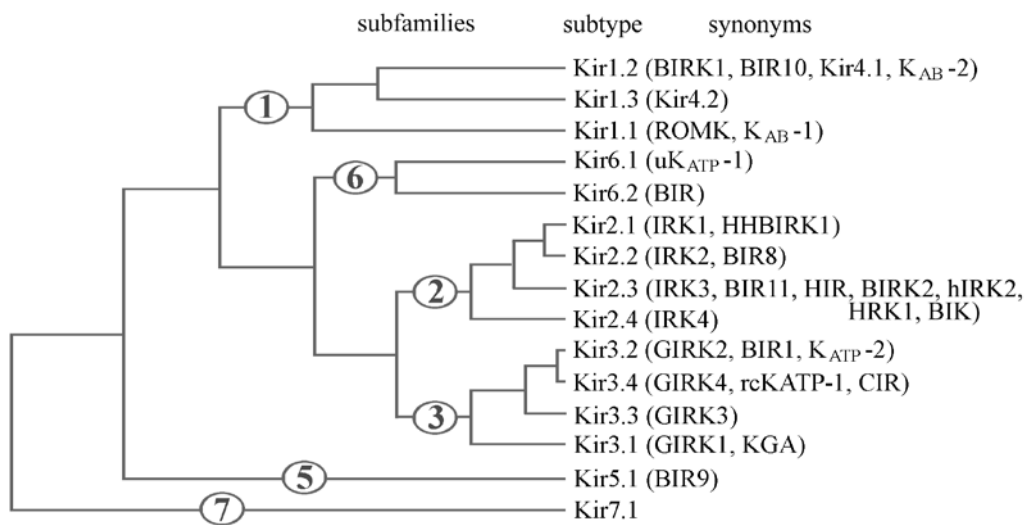 subfamilies subtype synonyms
Kir1.2 (BIRK1, BIR10, Kir4.1, KAB-2)
1
Kir1.3 (Kir4.2)
Kir1.1 (ROMK, KAB-1)
Kir6.1 (uKATP-1)
6
Kir6.2 (BIR)
Kir2.1 (IRK1, HHBIRK1)
Kir2.2 (IRK2, BIR8)
2
Kir2.3 (IRK3, BIR11, HIR, BIRK2, hIRK2,
HRK1, BIK)
Kir2.4 (IRK4)
Kir3.2 (GIRK2, BIR1, KATP-2)
Kir3.4 (GIRK4, rcKATP-1, CIR)
3
Kir3.3 (GIRK3)
Kir3.1 (GIRK1, KGA)
5
Kir5.1 (BIR9)
7
Kir7.1